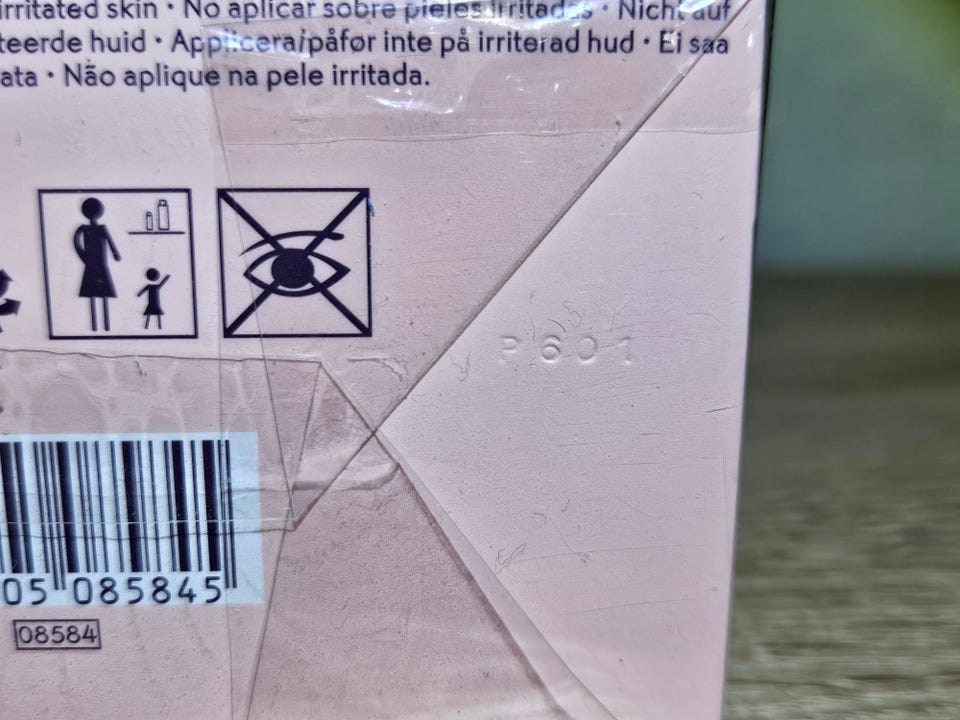 irritated skin · No aplicar sobre pieles irritadas · Nicht auf
teerde huid · Applicera/påfør inte på irriterad hud · Ei saa
ata · Não aplique na pele irritada.
P601
05 085845
08584